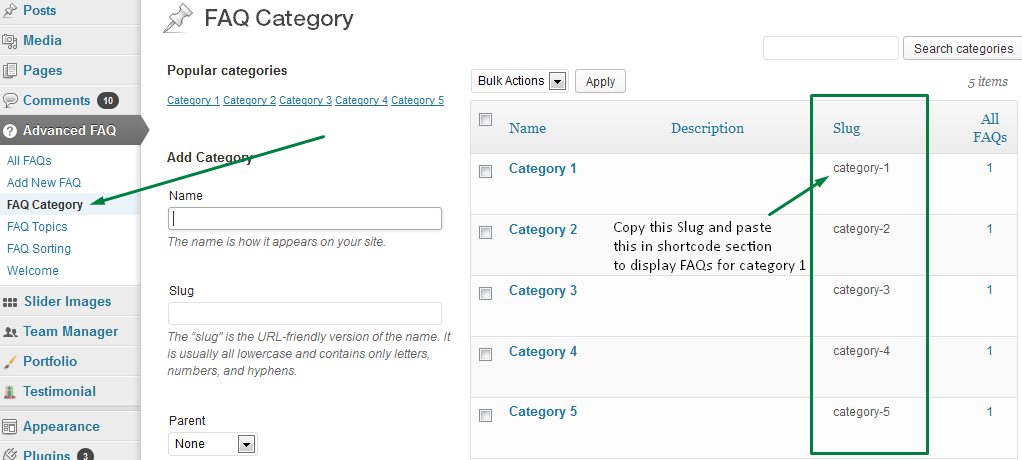 Posts
Media
Pages
Comments 10
Advanced FAQ
All FAQs
Add New FAQ
FAQ Category
FAQ Topics
FAQ Sorting
Welcome
Slider Images
Team Manager
Portfolio
Testimonial
Appearance
Plugins 3
FAQ Category
Popular categories
Category 1 Category 2 Category 3 Category 4 Category 5
Add Category
Name
The name is how it appears on your site.
Slug
The “slug” is the URL-friendly version of the name. It
is usually all lowercase and contains only letters,
numbers, and hyphens.
Parent
None
Search categories
Bulk Actions Apply
5 items
Name Description Slug All
FAQs
Category 1 category-1 1
Category 2 category-2 1
Copy this Slug and paste
this in shortcode section
to display FAQs for category 1
Category 3 category-3 1
Category 4 category-4 1
Category 5 category-5 1